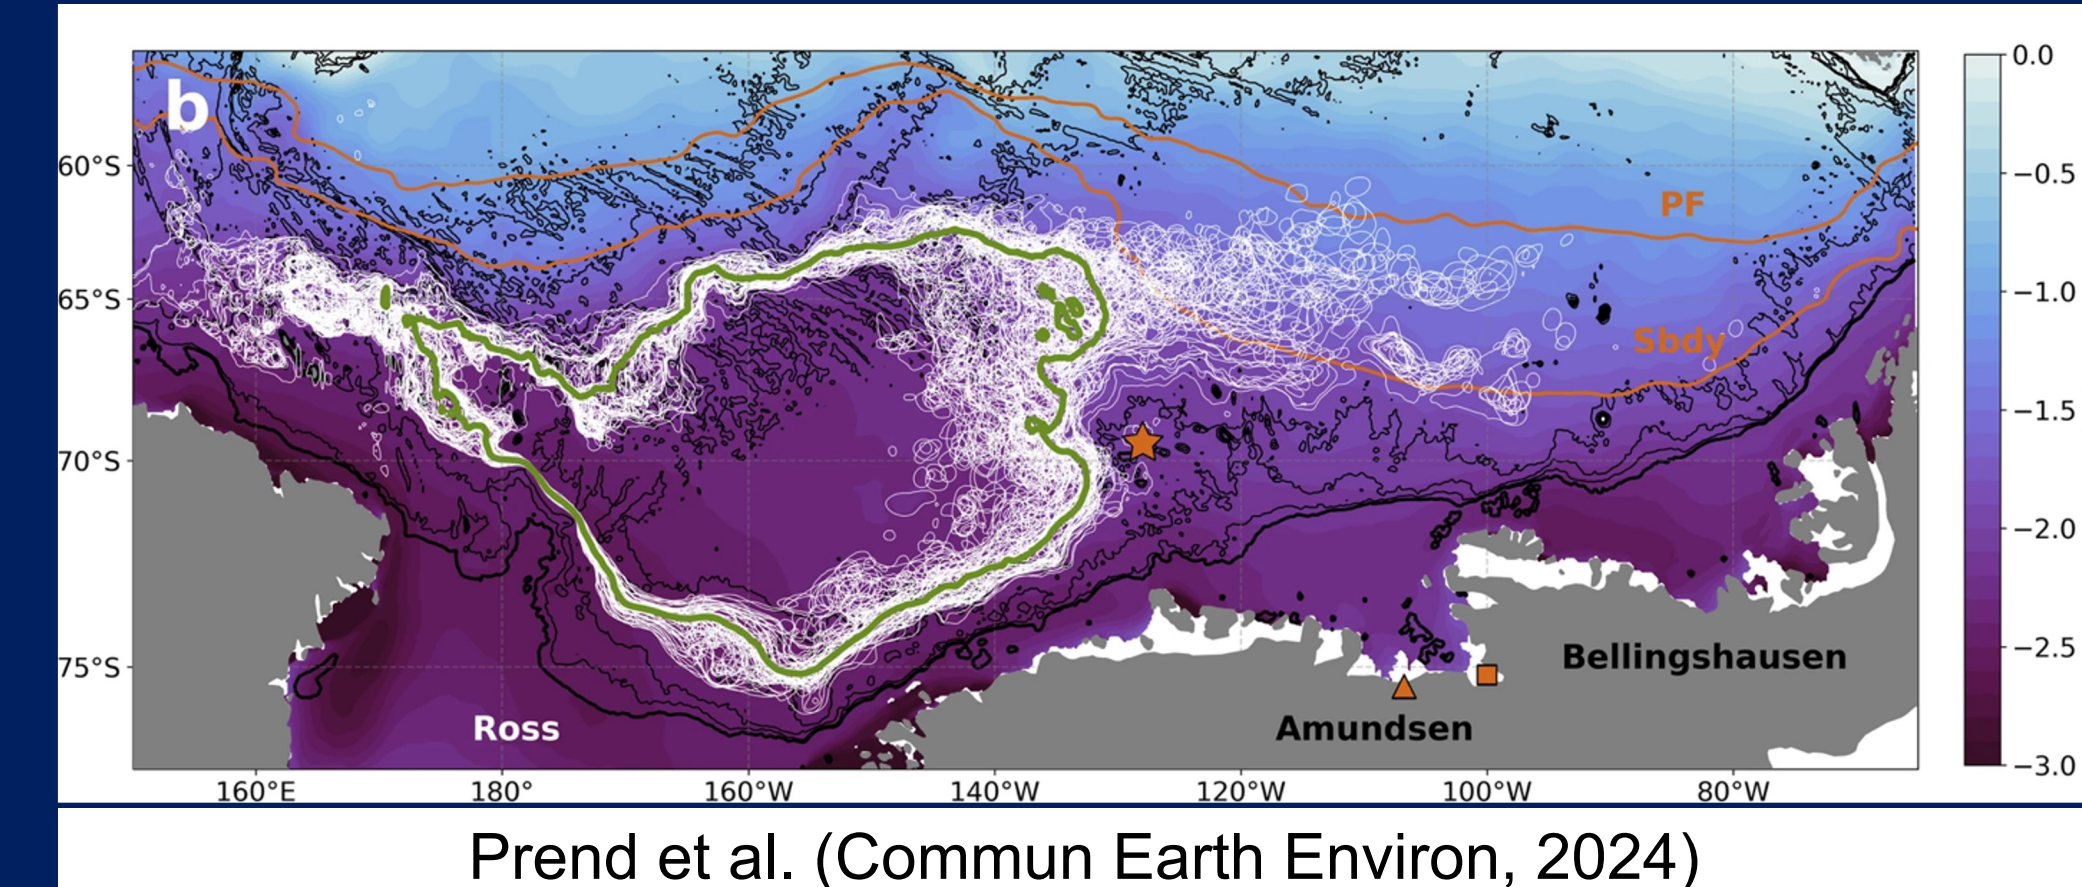 b
0.0
−0.5
−1.0
−1.5
−2.0
−2.5
−3.0
60°S
65°S
70°S
75°S
PF
Sbdy
Bellingshausen
Ross
Amundsen
160°E 180° 160°W 140°W 120°W 100°W 80°W
Prend et al. (Commun Earth Environ, 2024)